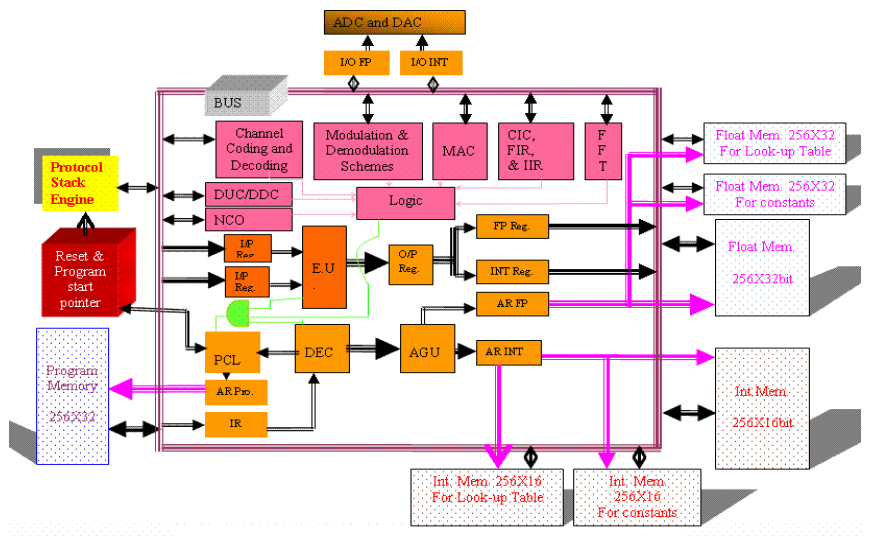 ADC and DAC
I/O FP
I/O INT
BUS
Channel
Coding and
Decoding
Modulation &
Demodulation
Schemes
MAC
CIC,
FIR,
& IIR
F
F
T
Float Mem. 256X32
For Look-up Table
Protocol
Stack
Engine
DUC/DDC
NCO
Logic
Float Mem. 256X32
For constants
Reset &
Program
start
pointer
I/P
Reg.
I/P
Reg.
E.U
.
O/P
Reg.
FP Reg.
INT Reg.
AR FP
Float Mem.
256X32bit
PCL
DEC
AGU
AR INT
Program
Memory
256X32
AR Pro.
IR
Int Mem.
256X16bit
Int. Mem. 256X16
For Look-up Table
Int. Mem.
256X16
For constants